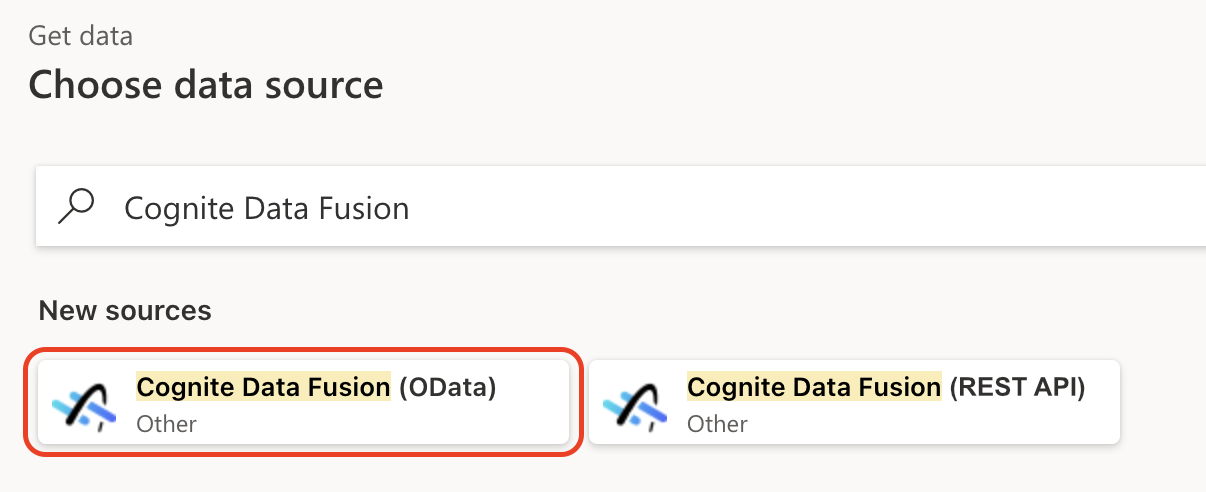 Get data
Choose data source
Cognite Data Fusion
New sources
Cognite Data Fusion (OData)
Other
Cognite Data Fusion (REST API)
Other